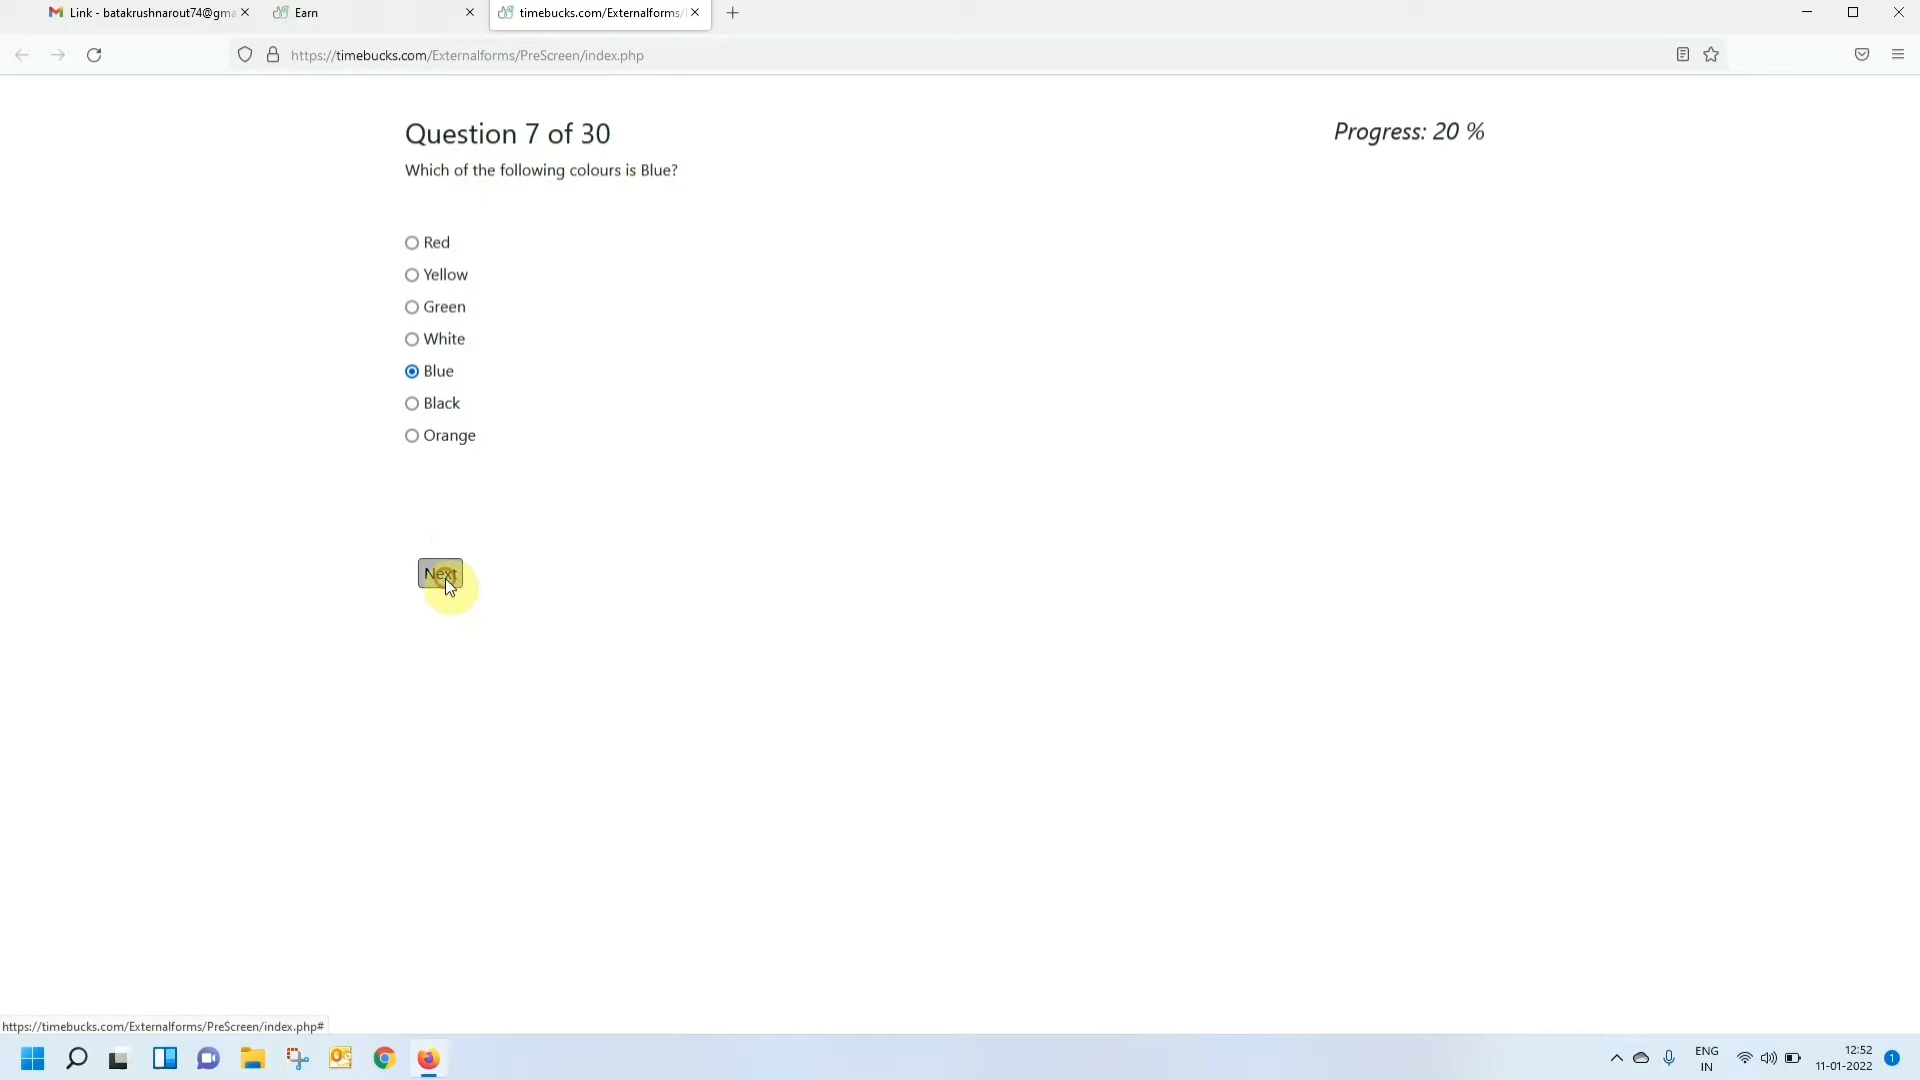 Link - batakrushnarout74@gma
Earn
timebucks.com/Externalforms/
https://timebucks.com/Externalforms/PreScreen/index.php
Question 7 of 30
Progress: 20 %
Which of the following colours is Blue?
Red
Yellow
Green
White
Blue
Black
Orange
Next
https://timebucks.com/Externalforms/PreScreen/index.php#
ENG
IN
12:52
11-01-2022
1